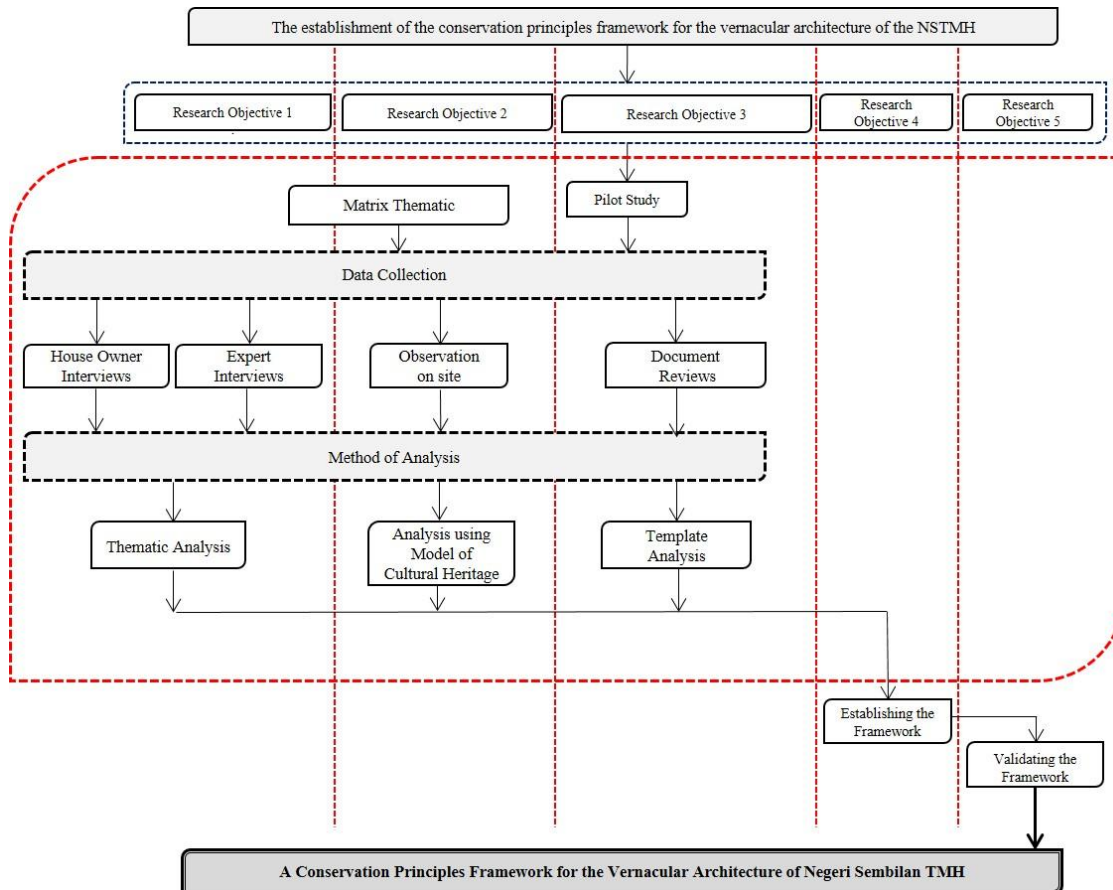 The establishment of the conservation principles framework for the vernacular architecture of the NSTMH
Research Objective 1
Research Objective 2
Research Objective 3
Research
Objective 4
Research
Objective 5
Matrix Thematic
Pilot Study
Data Collection
House Owner
Interviews
Expert
Interviews
Observation
on site
Document
Reviews
Method of Analysis
Thematic Analysis
Analysis using
Model of
Cultural Heritage
Template
Analysis
Establishing the
Framework
Validating the
Framework
A Conservation Principles Framework for the Vernacular Architecture of Negeri Sembilan TMH